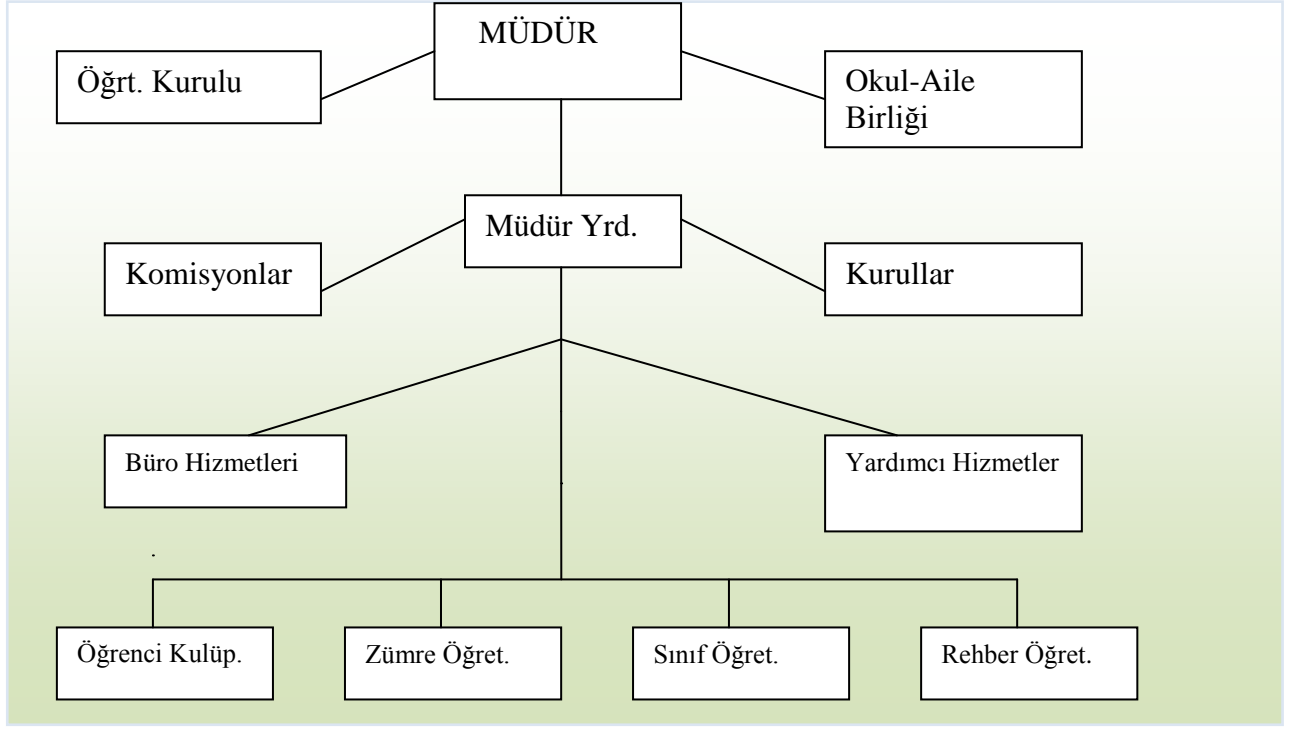 MÜDÜR
Öğrt. Kurulu
Okul-Aile
Birliği
Müdür Yrd.
Komisyonlar
Kurullar
Büro Hizmetleri
Yardımcı Hizmetler
Öğrenci Kulüp.
Zümre Öğret.
Sınıf Öğret.
Rehber Öğret.